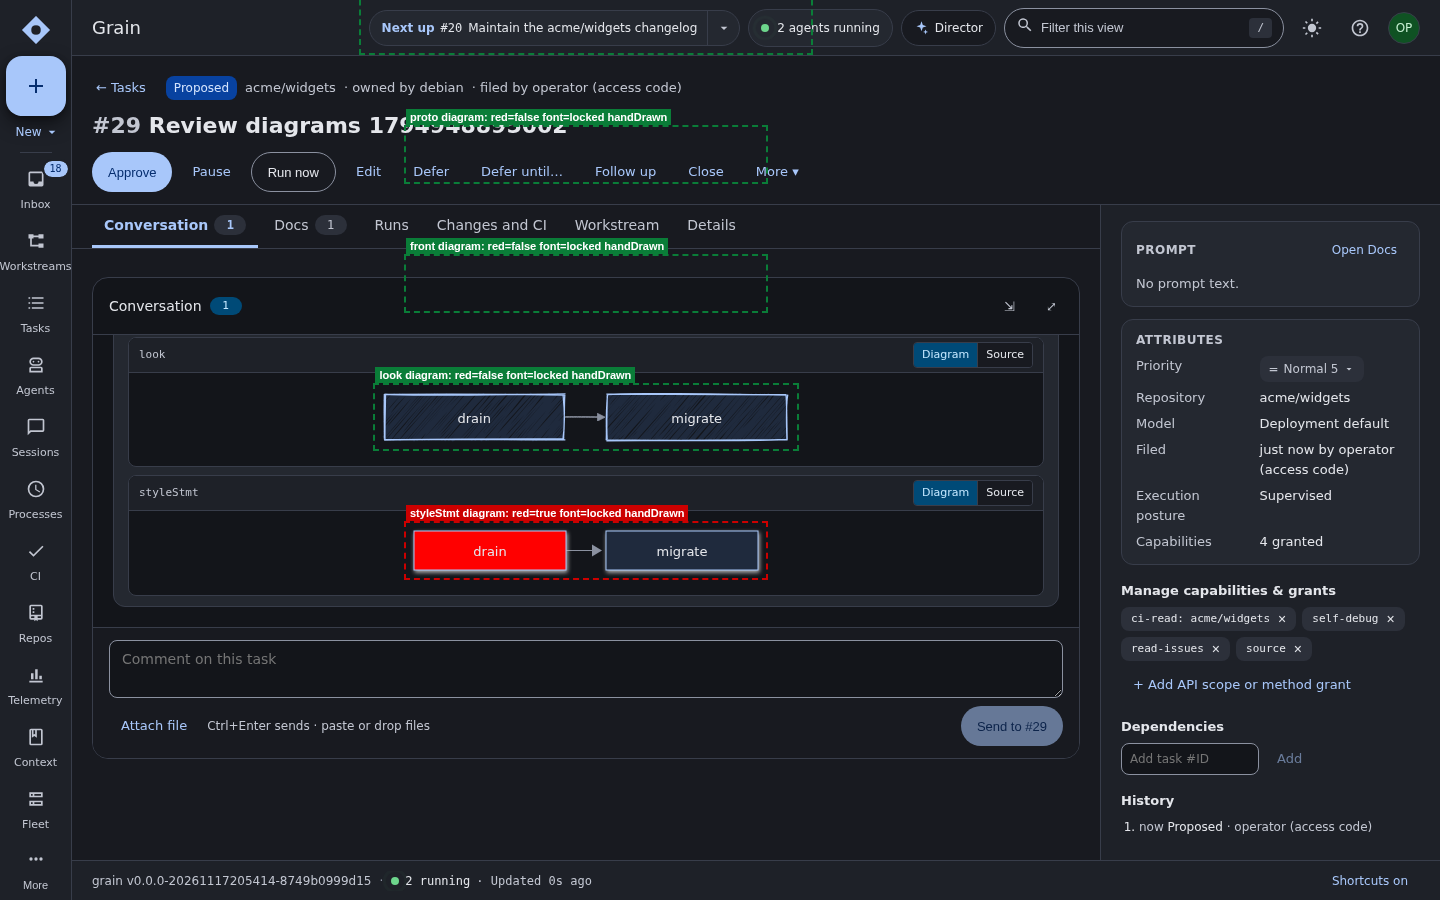 Grain
Next up #20 Maintain the acme/widgets changelog
2 agents running
Director
Filter this view
/
OP
New
18
Inbox
Workstreams
Tasks
Agents
Sessions
Processes
CI
Repos
Telemetry
Context
Fleet
More
← Tasks
Proposed
acme/widgets · owned by debian · filed by operator (access code)
proto diagram: red=false font=locked handDrawn
#29 Review diagrams
Approve
Pause
Run now
Edit
Defer
Defer until…
Follow up
Close
More ▾
Conversation 1
Docs 1
Runs
Changes and CI
Workstream
Details
front diagram: red=false font=locked handDrawn
Conversation 1
look
Diagram Source
look diagram: red=false font=locked handDrawn
drain
migrate
styleStmt
Diagram Source
styleStmt diagram: red=true font=locked handDrawn
drain
migrate
Comment on this task
Attach file
Ctrl+Enter sends · paste or drop files
Send to #29
PROMPT
Open Docs
No prompt text.
ATTRIBUTES
Priority = Normal 5
Repository acme/widgets
Model Deployment default
Filed just now by operator
(access code)
Execution Supervised
posture
Capabilities 4 granted
Manage capabilities & grants
ci-read: acme/widgets × self-debug ×
read-issues × source ×
+ Add API scope or method grant
Dependencies
Add task #ID Add
History
1. now Proposed · operator (access code)
grain v0.0.0-20261117205414-8749b0999d15 · 2 running · Updated 0s ago
Shortcuts on